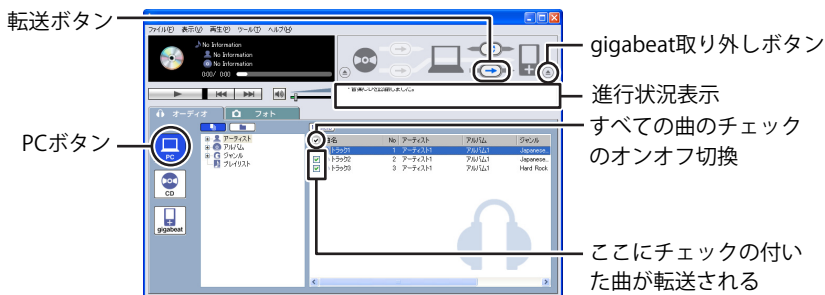 転送ボタン
ファイル(F) 表示(V) 再生(P) ツール(T) ヘルプ(H)
No Information
No Information
No Information
000/ 000
gigabeat取り外しボタン
進行状況表示
オーディオ
フォト
すべての曲のチェック
のオンオフ切換
PCボタン
PC
CD
gigabeat
アーティスト
アルバム
ジャンル
プレイリスト
曲名 No アーティスト アルバム ジャンル
トラック1 1 アーティスト1 アルバム1 Japanese...
トラック2 2 アーティスト1 アルバム1 Japanese...
トラック3 3 アーティスト1 アルバム1 Hard Rock
ここにチェックの付い
た曲が転送される